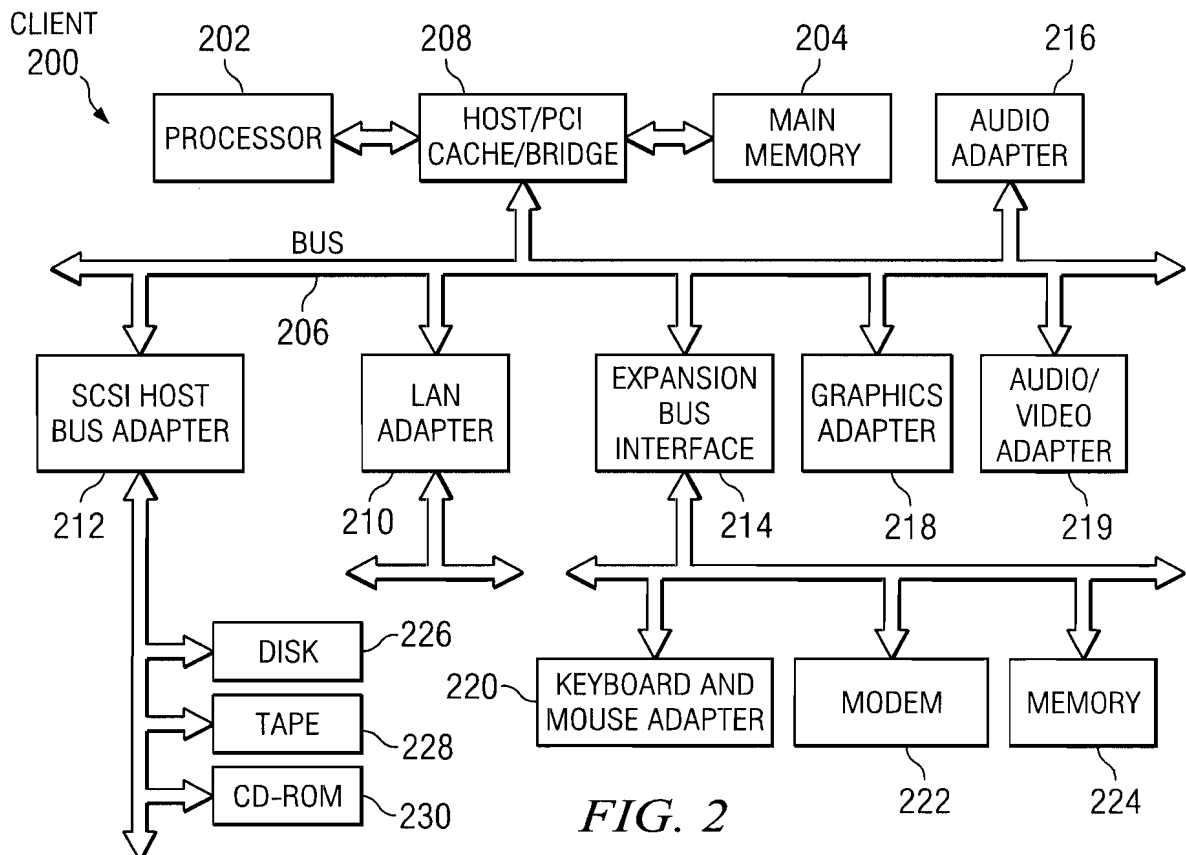 CLIENT
200
202
208
204
216
PROCESSOR
HOST/PCI
CACHE/BRIDGE
MAIN
MEMORY
AUDIO
ADAPTER
BUS
206
SCSI HOST
BUS ADAPTER
LAN
ADAPTER
EXPANSION
BUS
INTERFACE
GRAPHICS
ADAPTER
AUDIO/
VIDEO
ADAPTER
212
210
214
218
219
DISK
226
TAPE
228
CD-ROM
230
220
KEYBOARD AND
MOUSE ADAPTER
MODEM
MEMORY
222
224
FIG. 2